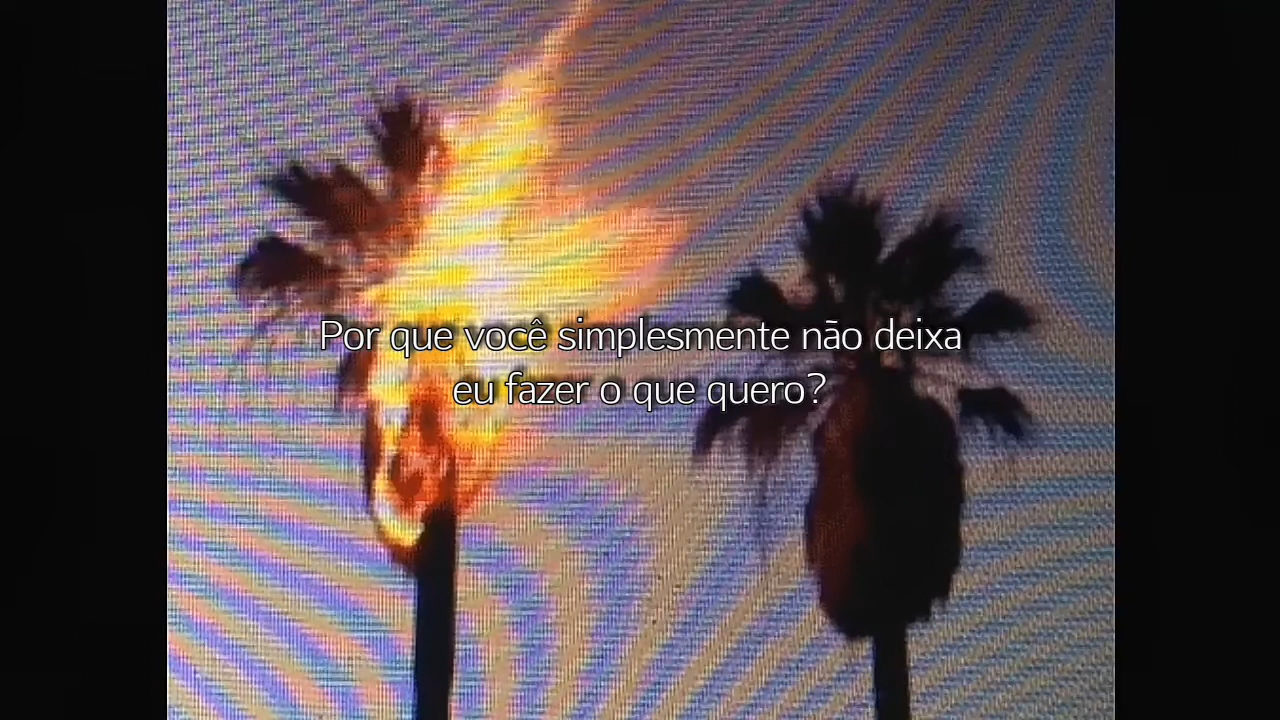 Por que você simplesmente não deixa
eu fazer o que quero?